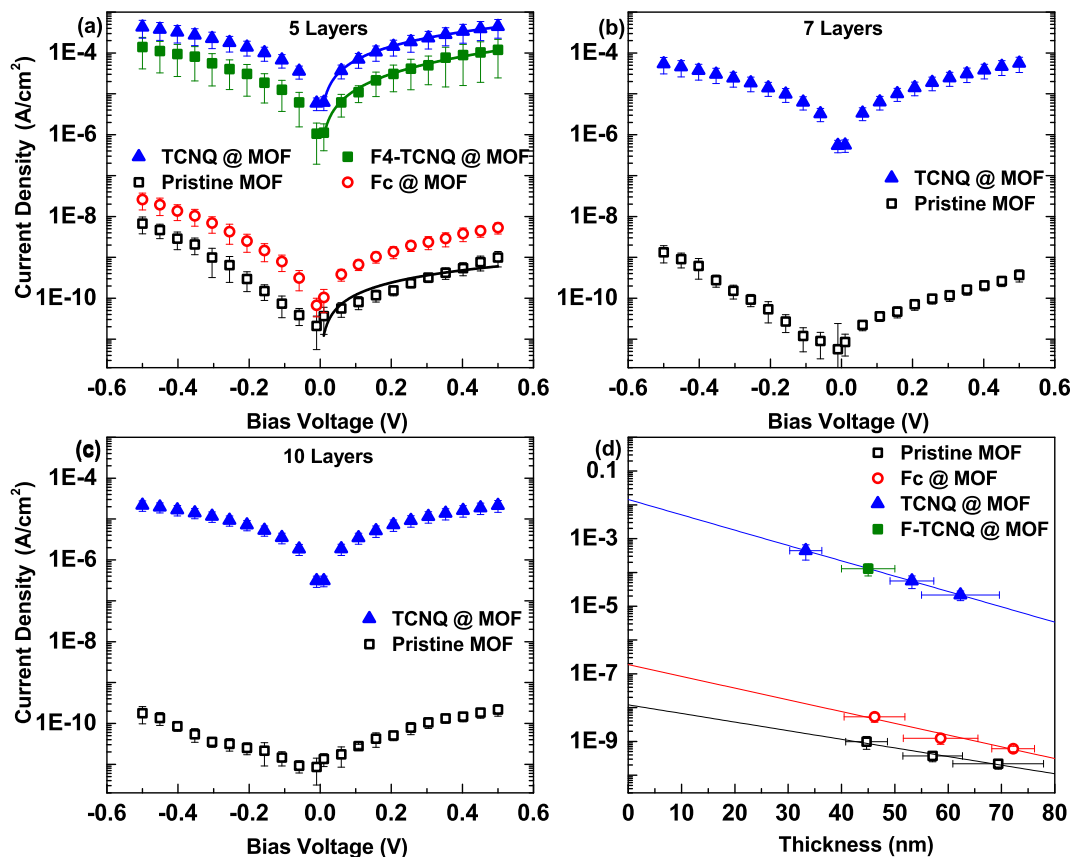 (a)
5 Layers
1E-4
1E-6
1E-8
1E-10
TCNQ @ MOF
F4-TCNQ @ MOF
Pristine MOF
Fc @ MOF
Current Density (A/cm²)
-0.6 -0.4 -0.2 0.0 0.2 0.4 0.6
Bias Voltage (V)
(b)
7 Layers
1E-4
1E-6
1E-8
1E-10
TCNQ @ MOF
Pristine MOF
-0.6 -0.4 -0.2 0.0 0.2 0.4 0.6
Bias Voltage (V)
(c)
10 Layers
1E-4
1E-6
1E-8
1E-10
TCNQ @ MOF
Pristine MOF
Current Density (A/cm²)
-0.6 -0.4 -0.2 0.0 0.2 0.4 0.6
Bias Voltage (V)
(d)
Pristine MOF
Fc @ MOF
TCNQ @ MOF
F-TCNQ @ MOF
0.1
1E-3
1E-5
1E-7
1E-9
0 10 20 30 40 50 60 70 80
Thickness (nm)